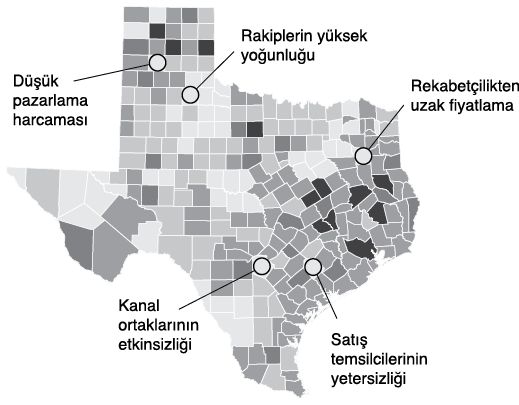 Rakiplerin yüksek
yoğunluğu
Düşük
pazarlama
harcaması
Rekabetçilikten
uzak fiyatlama
Kanal
ortaklarının
etkinsizliği
Satış
temsilcilerinin
yetersizliği